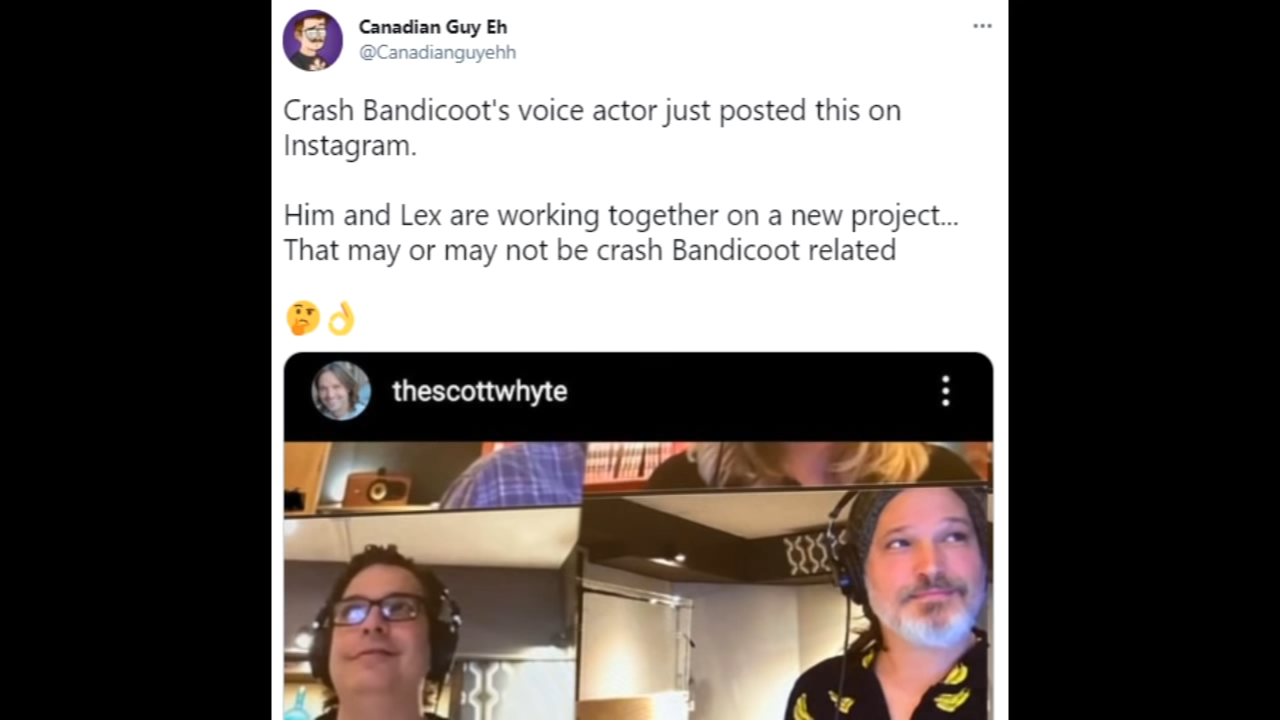 Canadian Guy Eh
@Canadianguyehh
Crash Bandicoot's voice actor just posted this on
Instagram.
Him and Lex are working together on a new project...
That may or may not be crash Bandicoot related
thescottwhyte